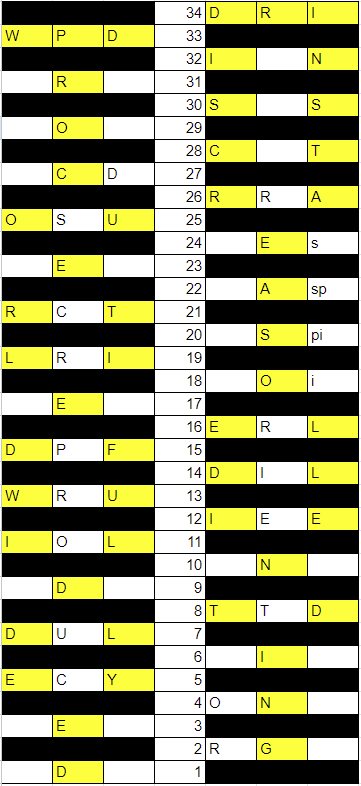 34 D R I
W P D 33
32 I N
R 31
30 S S
O 29
28 C T
C D 27
26 R R A
O S U 25
24 E s
E 23
22 A sp
R C T 21
20 S pi
L R I 19
18 O i
E 17
16 E R L
D P F 15
14 D I L
W R U 13
12 I E E
I O L 11
10 N
D 9
8 T T D
D U L 7
6 I
E C Y 5
4 O N
E 3
2 R G
D 1